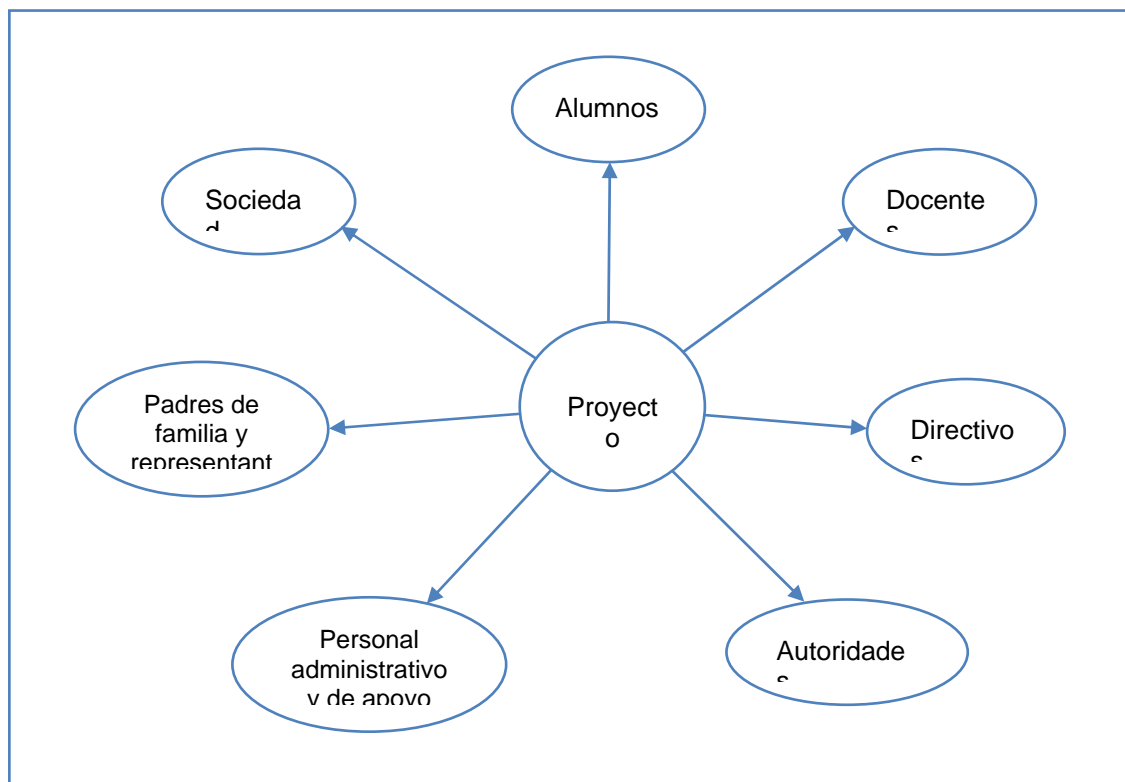 Alumnos
Socieda
d
Docente
s
Padres de
familia y
representant
Proyect
o
Directivo
s
Personal
administrativo
y de apoyo
Autoridade
s